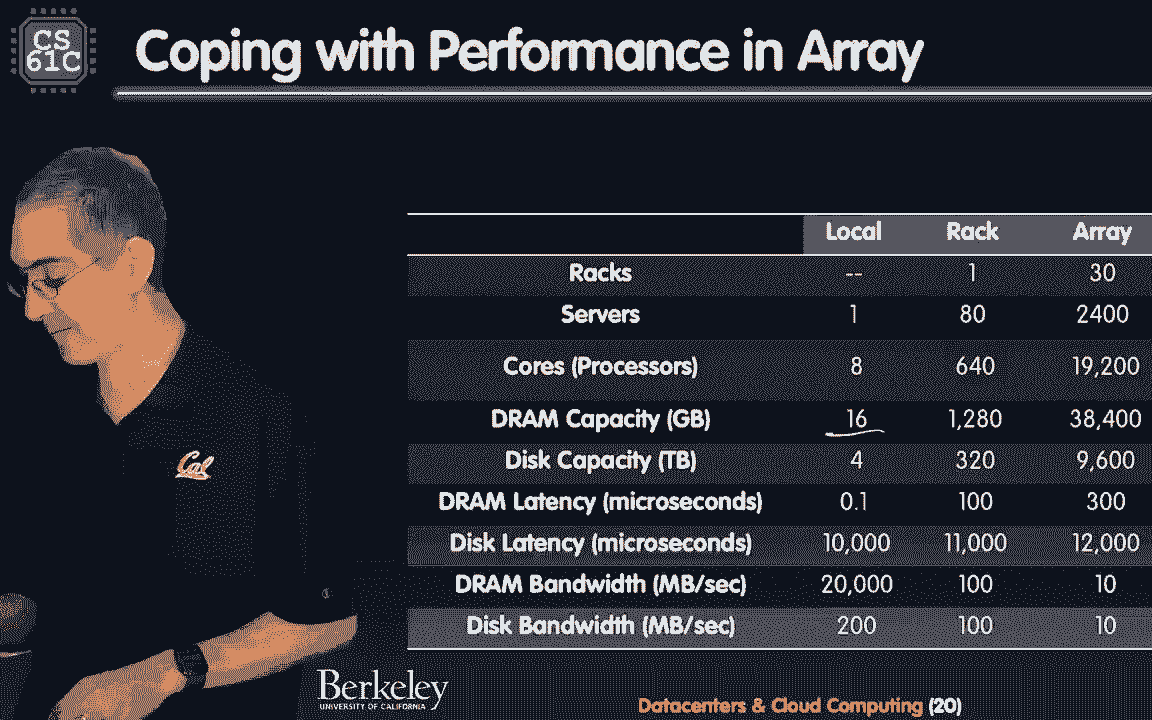 CS
61C
Coping with Performance in Array
Local Rack Array
Racks -- 1 30
Servers 1 80 2400
Cores (Processors) 8 640 19,200
DRAM Capacity (GB) 16 1,280 38,400
Disk Capacity (TB) 4 320 9,600
DRAM Latency (microseconds) 0.1 100 300
Disk Latency (microseconds) 10,000 11,000 12,000
DRAM Bandwidth (MB/sec) 20,000 100 10
Disk Bandwidth (MB/sec) 200 100 10
Cal
Berkeley
UNIVERSITY OF CALIFORNIA
Datacenters & Cloud Computing (20)